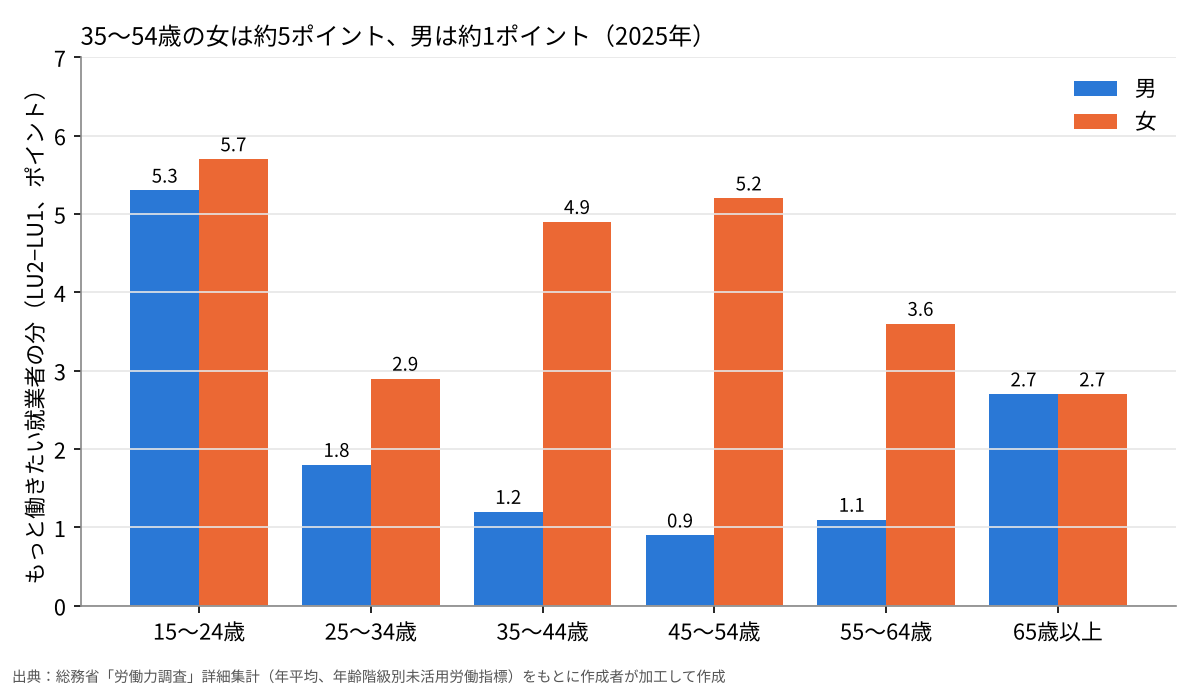 35～54歳の女は約5ポイント、男は約1ポイント（2025年）
もっと働きたい就業者の分（LU2−LU1、ポイント）
7
6
5
4
3
2
1
0
男
女
5.3
5.7
1.8
2.9
1.2
4.9
0.9
5.2
1.1
3.6
2.7
2.7
15～24歳
25～34歳
35～44歳
45～54歳
55～64歳
65歳以上
出典：総務省「労働力調査」詳細集計（年平均、年齢階級別未活用労働指標）をもとに作成者が加工して作成